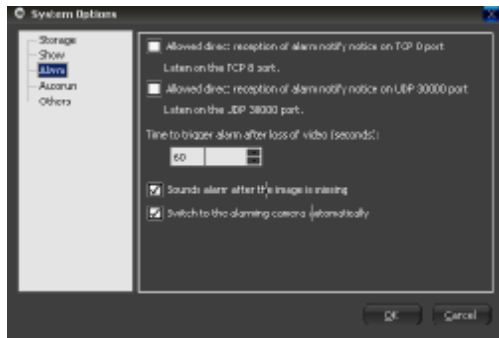 System Options
Storage
Show
Alarm
Autorun
Others
Allowed direct reception of alarm notify notice on TCP 0 port
Listen on the TCP 8 port.
Allowed direct reception of alarm notify notice on UDP 30000 port
Listen on the UDP 30000 port.
Time to trigger alarm after loss of video (seconds):
60
Sounds alarm after the image is missing
Switch to the alarming camera automatically
OK
Cancel